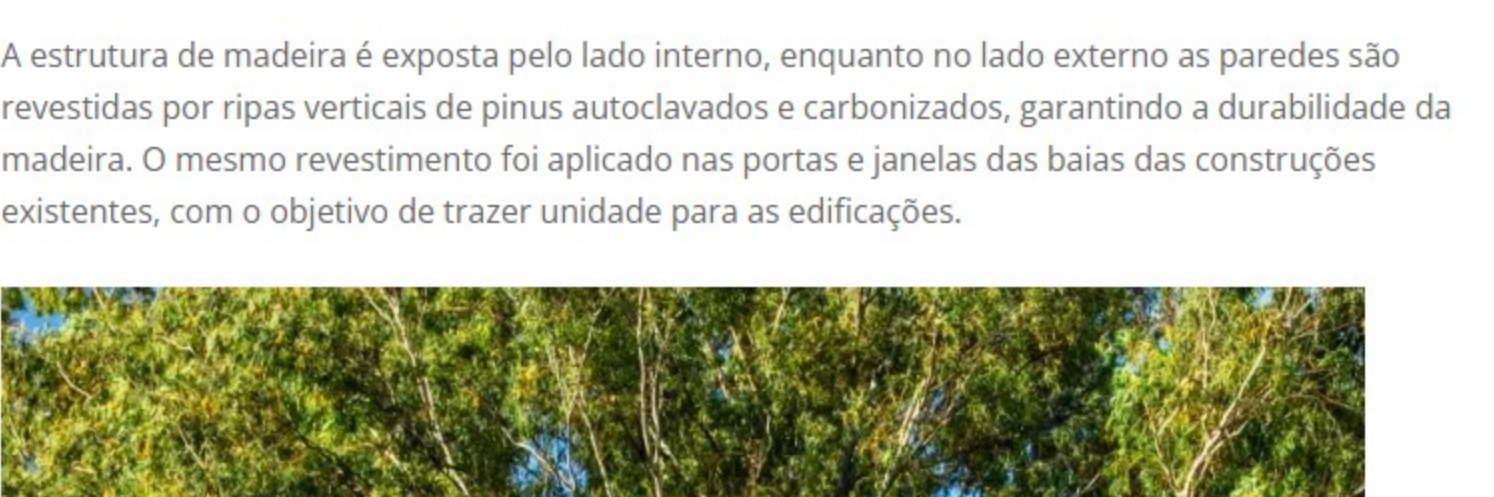 A estrutura de madeira é exposta pelo lado interno, enquanto no lado externo as paredes são
revestidas por ripas verticais de pinus autoclavados e carbonizados, garantindo a durabilidade da
madeira. O mesmo revestimento foi aplicado nas portas e janelas das baias das construções
existentes, com o objetivo de trazer unidade para as edificações.